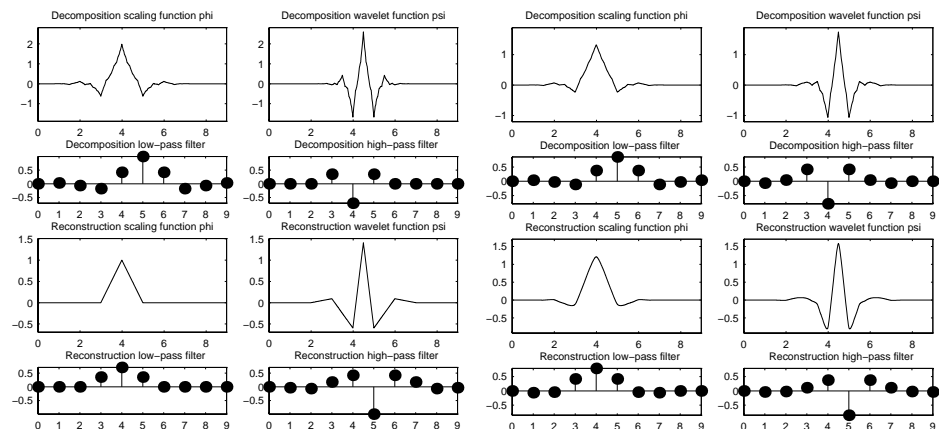 Decomposition scaling function phi
Decomposition wavelet function psi
Decomposition scaling function phi
Decomposition wavelet function psi
2
1
0
−1
0 2 4 6 8
2
1
0
−1
0 2 4 6 8
1
0
−1
0 2 4 6 8
1
0
−1
0 2 4 6 8
Decomposition low−pass filter
Decomposition high−pass filter
Decomposition low−pass filter
Decomposition high−pass filter
0.5
0
−0.5
0 1 2 3 4 5 6 7 8 9
0.5
0
−0.5
0 1 2 3 4 5 6 7 8 9
0.5
0
−0.5
0 1 2 3 4 5 6 7 8 9
0.5
0
−0.5
0 1 2 3 4 5 6 7 8 9
Reconstruction scaling function phi
Reconstruction wavelet function psi
Reconstruction scaling function phi
Reconstruction wavelet function psi
1.5
1
0.5
0
−0.5
0 2 4 6 8
1.5
1
0.5
0
−0.5
0 2 4 6 8
1.5
1
0.5
0
−0.5
0 2 4 6 8
1.5
1
0.5
0
−0.5
0 2 4 6 8
Reconstruction low−pass filter
Reconstruction high−pass filter
Reconstruction low−pass filter
Reconstruction high−pass filter
0.5
0
−0.5
0 1 2 3 4 5 6 7 8 9
0.5
0
−0.5
0 1 2 3 4 5 6 7 8 9
0.5
0
−0.5
0 1 2 3 4 5 6 7 8 9
0.5
0
−0.5
0 1 2 3 4 5 6 7 8 9